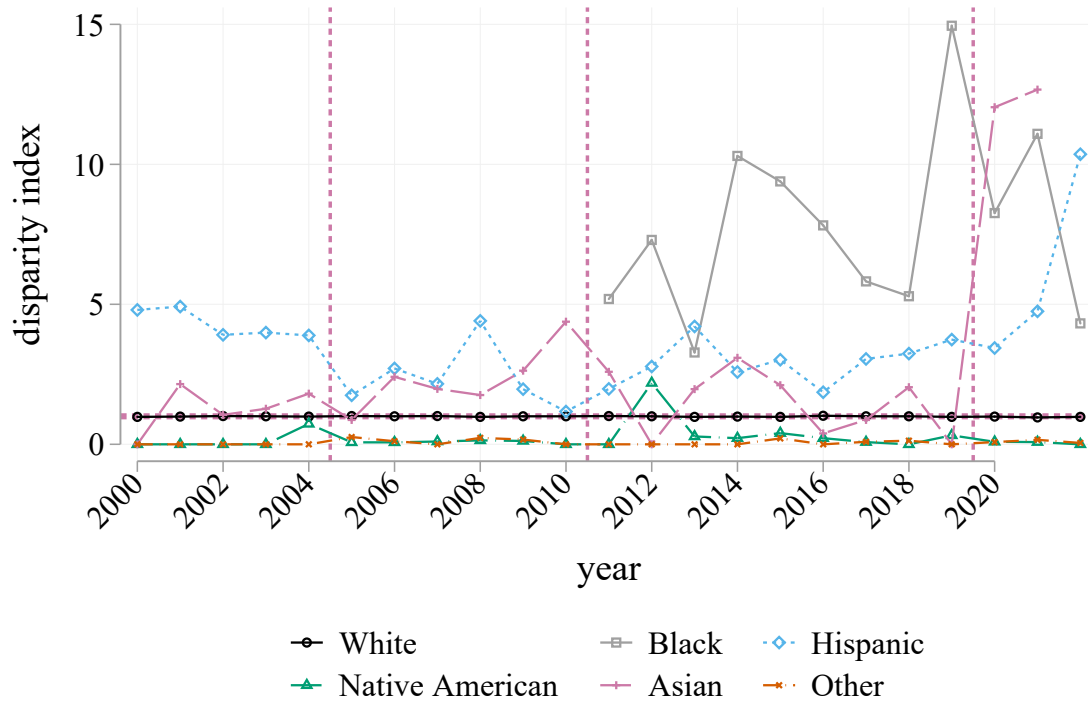 15
10
5
0
disparity index
2000 2002 2004 2006 2008 2010 2012 2014 2016 2018 2020
year
White Black Hispanic
Native American Asian Other